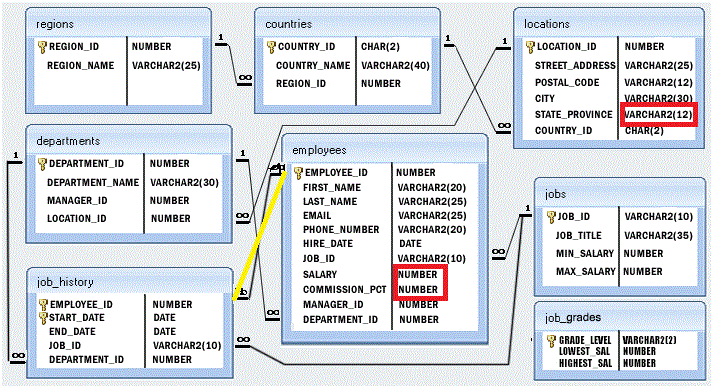 regions
REGION_ID NUMBER
REGION_NAME VARCHAR2(25)
1
∞
countries
COUNTRY_ID CHAR(2)
COUNTRY_NAME VARCHAR2(40)
REGION_ID NUMBER
1
∞
locations
LOCATION_ID NUMBER
STREET_ADDRESS VARCHAR2(25)
POSTAL_CODE VARCHAR2(12)
CITY VARCHAR2(30)
STATE_PROVINCE VARCHAR2(12)
COUNTRY_ID CHAR(2)
1
departments
DEPARTMENT_ID NUMBER
DEPARTMENT_NAME VARCHAR2(30)
MANAGER_ID NUMBER
LOCATION_ID NUMBER
1
1
∞
employees
EMPLOYEE_ID NUMBER
FIRST_NAME VARCHAR2(20)
LAST_NAME VARCHAR2(25)
EMAIL VARCHAR2(25)
PHONE_NUMBER VARCHAR2(20)
HIRE_DATE DATE
JOB_ID VARCHAR2(10)
SALARY NUMBER
COMMISSION_PCT NUMBER
MANAGER_ID NUMBER
DEPARTMENT_ID NUMBER
∞
∞
jobs
JOB_ID VARCHAR2(10)
JOB_TITLE VARCHAR2(35)
MIN_SALARY NUMBER
MAX_SALARY NUMBER
1
job_history
EMPLOYEE_ID NUMBER
START_DATE DATE
END_DATE DATE
JOB_ID VARCHAR2(10)
DEPARTMENT_ID NUMBER
∞
∞
job_grades
GRADE_LEVEL VARCHAR2(2)
LOWEST_SAL NUMBER
HIGHEST_SAL NUMBER